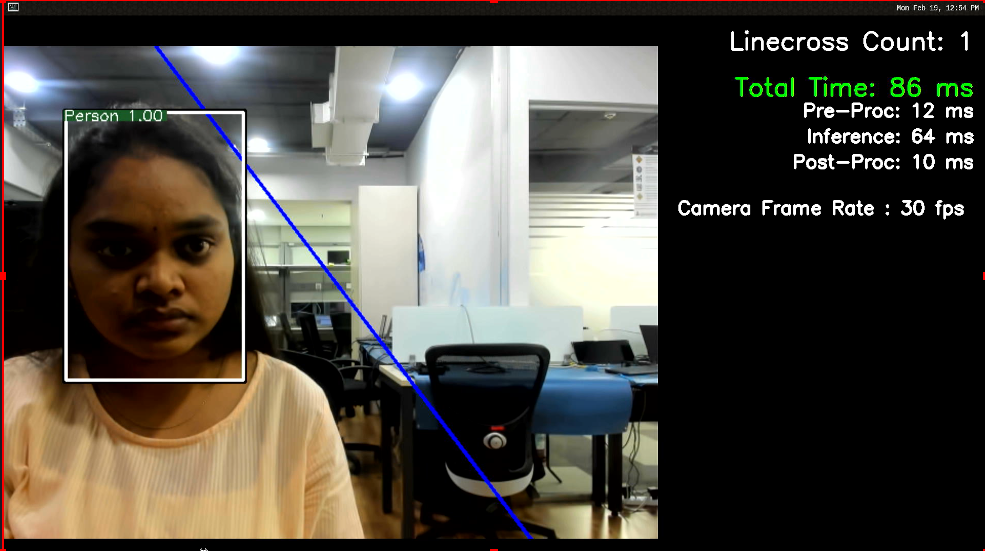 Mon Feb 19, 12:54 PM
Linecross Count: 1
Total Time: 86 ms
Pre-Proc: 12 ms
Inference: 64 ms
Post-Proc: 10 ms
Camera Frame Rate : 30 fps
Person 1.00